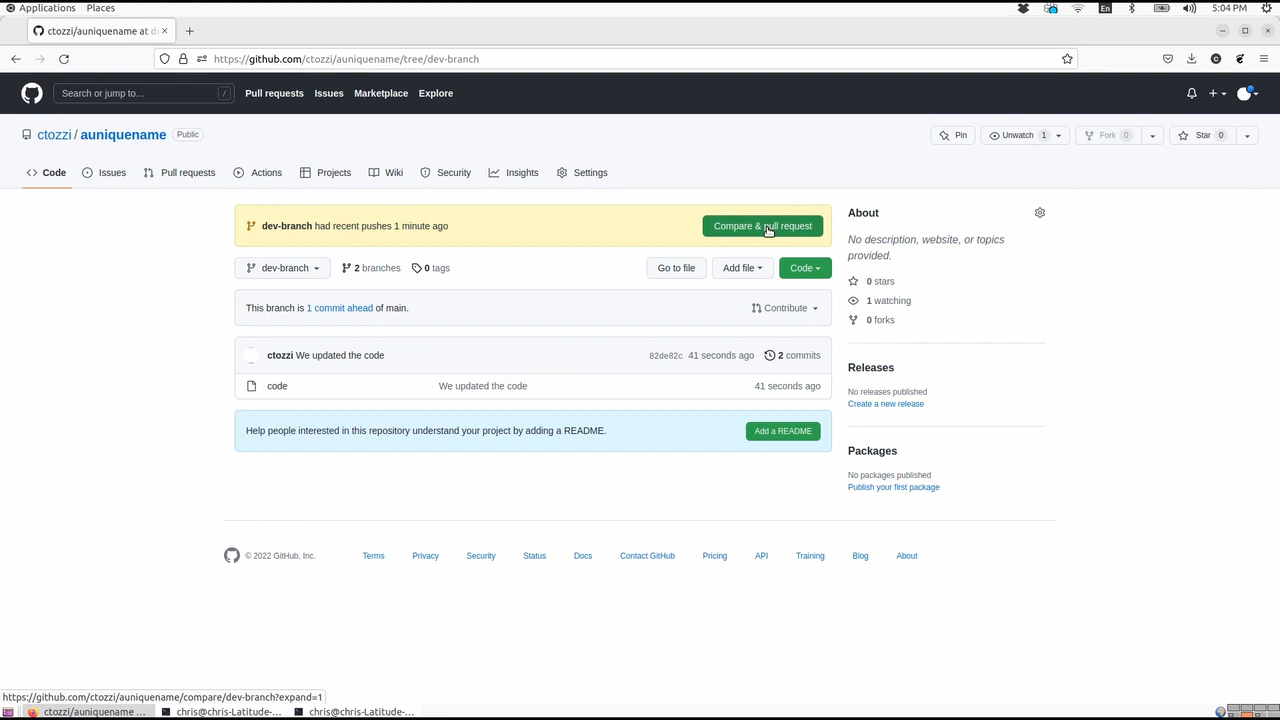 Applications Places En 5:04 PM
ctozzi/auniquename at d
https://github.com/ctozzi/auniquename/tree/dev-branch
Search or jump to… / Pull requests Issues Marketplace Explore
ctozzi / auniquename Public Pin Unwatch 1 Fork 0 Star 0
Code Issues Pull requests Actions Projects Wiki Security Insights Settings
dev-branch had recent pushes 1 minute ago Compare & pull request
dev-branch 2 branches 0 tags Go to file Add file Code
This branch is 1 commit ahead of main. Contribute
ctozzi We updated the code 82de82c 41 seconds ago 2 commits
code We updated the code 41 seconds ago
Help people interested in this repository understand your project by adding a README. Add a README
About
No description, website, or topics
provided.
0 stars
1 watching
0 forks
Releases
No releases published
Create a new release
Packages
No packages published
Publish your first package
© 2022 GitHub, Inc. Terms Privacy Security Status Docs Contact GitHub Pricing API Training Blog About
https://github.com/ctozzi/auniquename/compare/dev-branch?expand=1
ctozzi/auniquename ... chris@chris-Latitude-... chris@chris-Latitude-...